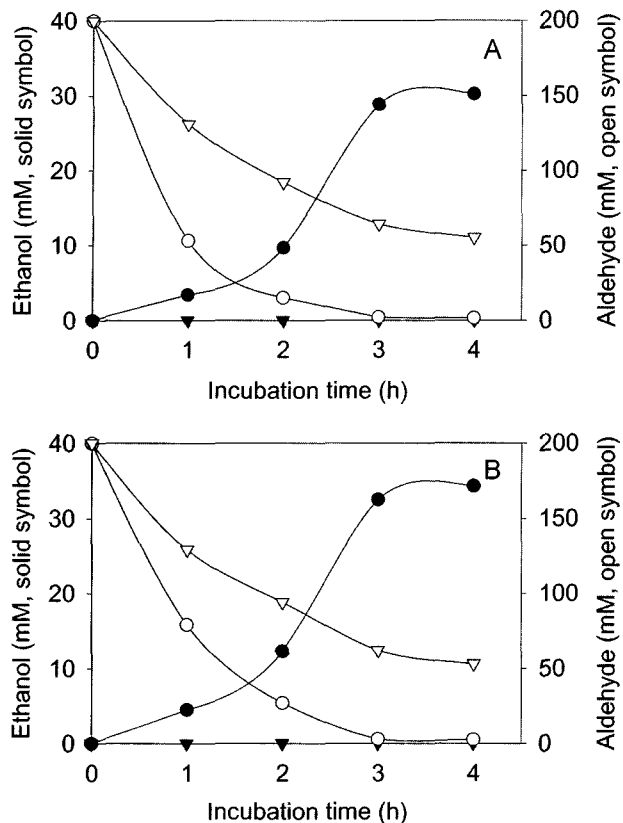 A
40
30
20
10
0
Ethanol (mM, solid symbol)
200
150
100
50
0
Aldehyde (mM, open symbol)
0 1 2 3 4
Incubation time (h)
B
40
30
20
10
0
Ethanol (mM, solid symbol)
200
150
100
50
0
Aldehyde (mM, open symbol)
0 1 2 3 4
Incubation time (h)